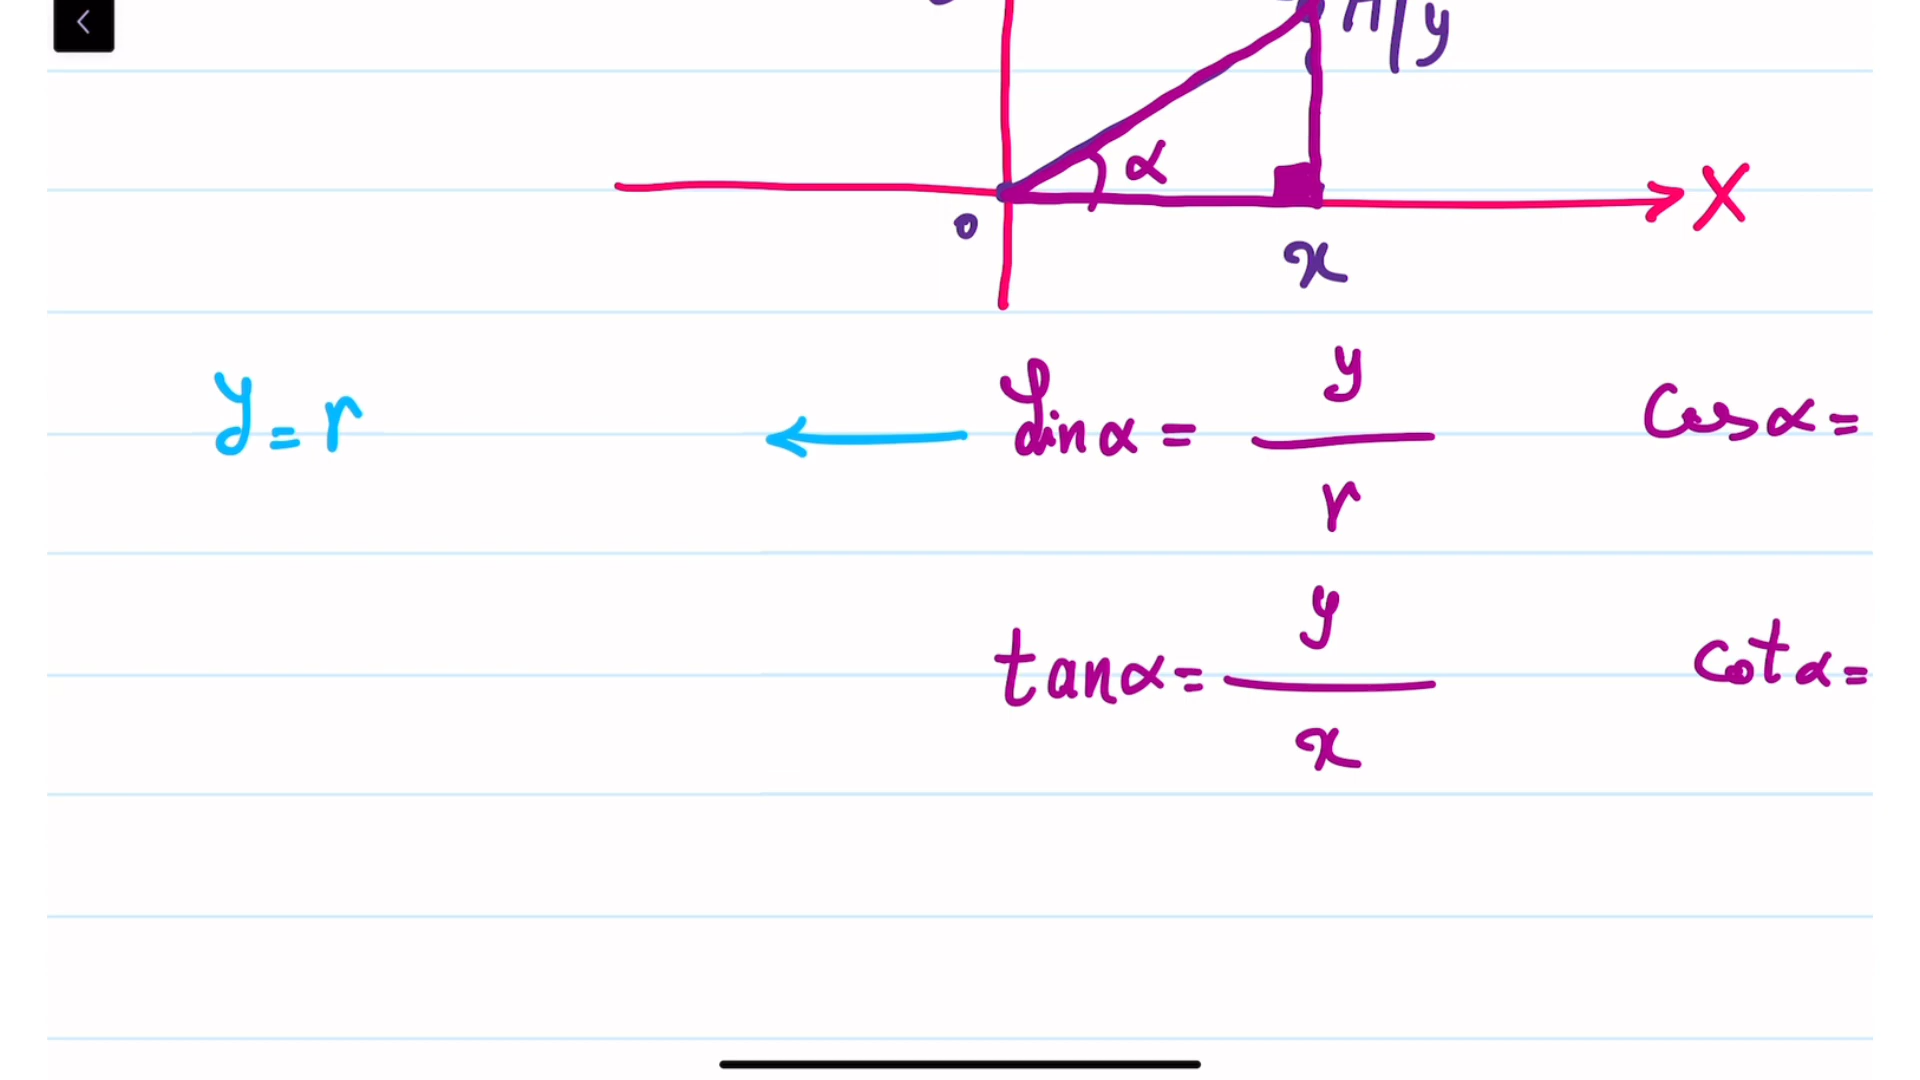 y
α
X
o
x
y = r ← Sin α = y / r Cos α =
tan α = y / x cot α =